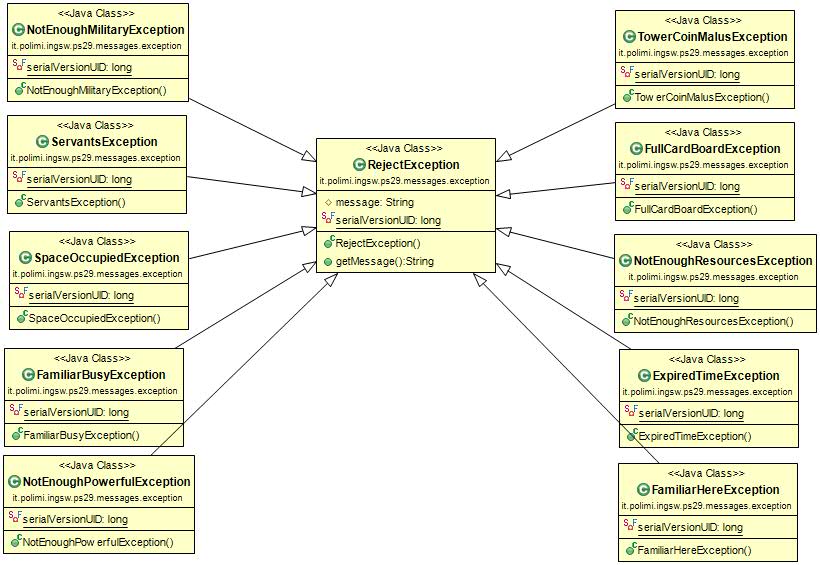 <<Java Class>>
NotEnoughMilitaryException
it.polimi.ingsw.ps29.messages.exception
serialVersionUID: long
NotEnoughMilitaryException()
<<Java Class>>
ServantsException
it.polimi.ingsw.ps29.messages.exception
serialVersionUID: long
ServantsException()
<<Java Class>>
SpaceOccupiedException
it.polimi.ingsw.ps29.messages.exception
serialVersionUID: long
SpaceOccupiedException()
<<Java Class>>
FamiliarBusyException
it.polimi.ingsw.ps29.messages.exception
serialVersionUID: long
FamiliarBusyException()
<<Java Class>>
NotEnoughPowerfulException
it.polimi.ingsw.ps29.messages.exception
serialVersionUID: long
NotEnoughPowerfulException()
<<Java Class>>
RejectException
it.polimi.ingsw.ps29.messages.exception
message: String
serialVersionUID: long
RejectException()
getMessage():String
<<Java Class>>
TowerCoinMalusException
it.polimi.ingsw.ps29.messages.exception
serialVersionUID: long
TowerCoinMalusException()
<<Java Class>>
FullCardBoardException
it.polimi.ingsw.ps29.messages.exception
serialVersionUID: long
FullCardBoardException()
<<Java Class>>
NotEnoughResourcesException
it.polimi.ingsw.ps29.messages.exception
serialVersionUID: long
NotEnoughResourcesException()
<<Java Class>>
ExpiredTimeException
it.polimi.ingsw.ps29.messages.exception
serialVersionUID: long
ExpiredTimeException()
<<Java Class>>
FamiliarHereException
it.polimi.ingsw.ps29.messages.exception
serialVersionUID: long
FamiliarHereException()